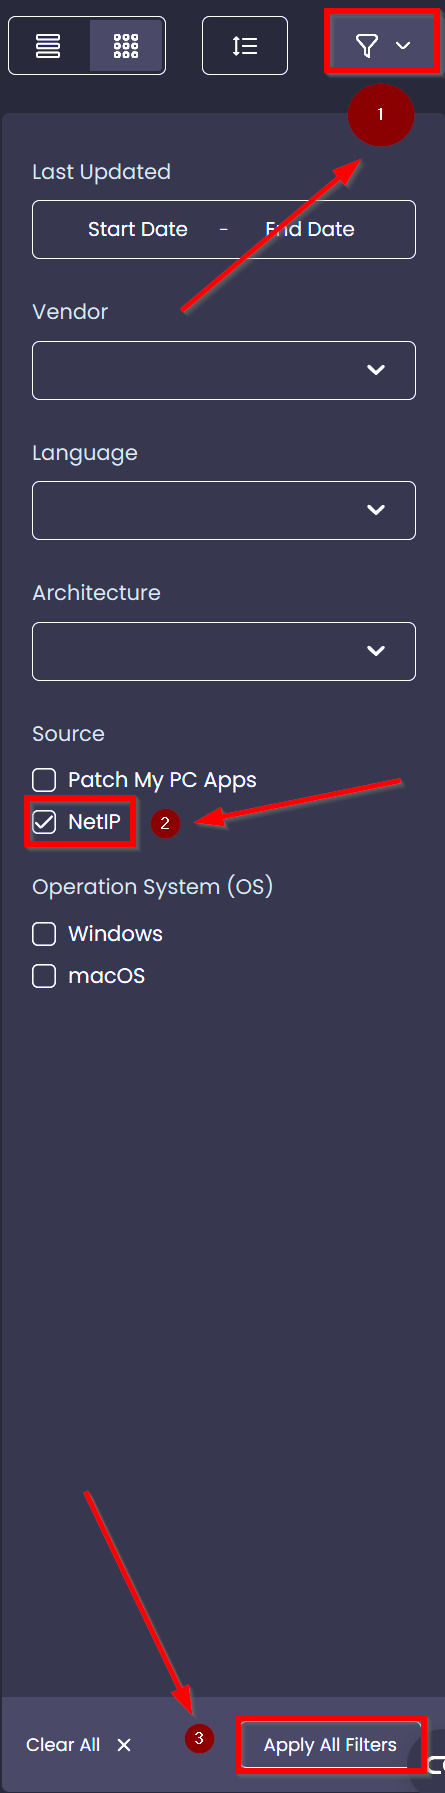 1
Last Updated
Start Date - End Date
Vendor
Language
Architecture
Source
Patch My PC Apps
NetIP 2
Operation System (OS)
Windows
macOS
Clear All × 3 Apply All Filters